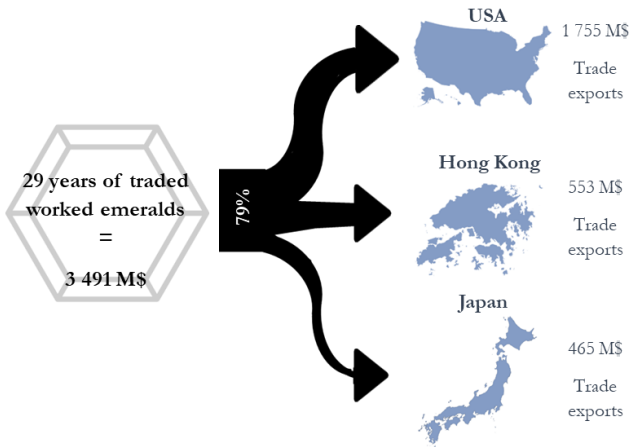 29 years of traded
worked emeralds
=
3 491 M$
79%
USA
1 755 M$
Trade
exports
Hong Kong
553 M$
Trade
exports
Japan
465 M$
Trade
exports